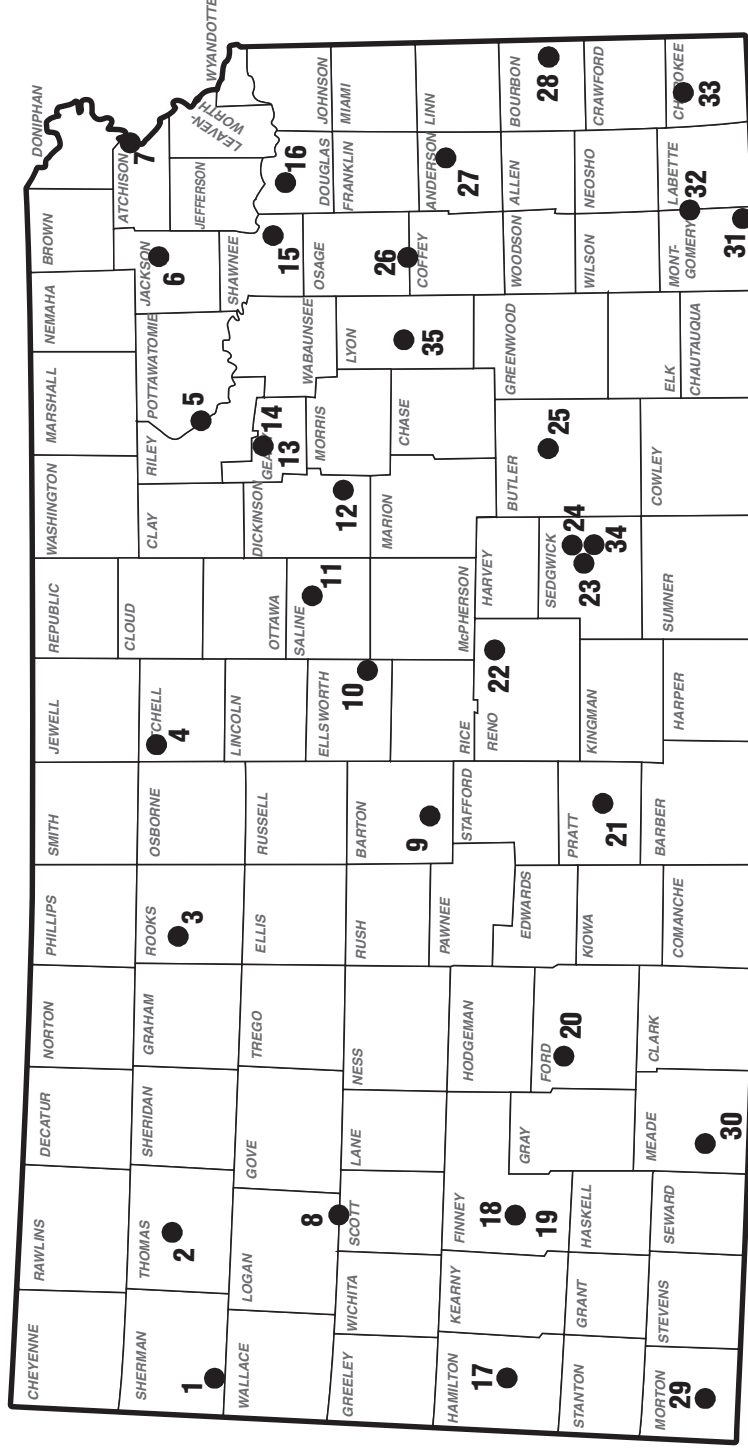 CHEYENNE
RAWLINS
DECATUR
NORTON
PHILLIPS
SMITH
JEWELL
REPUBLIC
WASHINGTON
MARSHALL
NEMAHA
BROWN
DONIPHAN
SHERMAN
1
THOMAS
2
SHERIDAN
GRAHAM
ROOKS
3
OSBORNE
TCHELL
4
CLOUD
CLAY
RILEY
POTTAWATOMIE
5
JACKSON
6
ATCHISON
7
JEFFERSON
LEAVEN-
WORTH
WYANDOTTE
WALLACE
LOGAN
GOVE
TREGO
ELLIS
RUSSELL
LINCOLN
OTTAWA
DICKINSON
12
GEA
13
14
SHAWNEE
15
DOUGLAS
16
JOHNSON
GREELEY
WICHITA
8
SCOTT
LANE
NESS
RUSH
BARTON
9
ELLSWORTH
10
SALINE
11
MARION
MORRIS
WABAUNSEE
CHASE
LYON
35
OSAGE
FRANKLIN
MIAMI
26
COFFEY
ANDERSON
27
LINN
HAMILTON
17
KEARNY
FINNEY
18
19
HODGEMAN
PAWNEE
STAFFORD
RICE
McPHERSON
RENO
22
HARVEY
BUTLER
25
GREENWOOD
WOODSON
ALLEN
BOURBON
28
GRAY
FORD
20
EDWARDS
PRATT
21
KINGMAN
SEDGWICK
23
24
34
STANTON
GRANT
HASKELL
KIOWA
WILSON
NEOSHO
CRAWFORD
MORTON
29
STEVENS
SEWARD
MEADE
30
CLARK
COMANCHE
BARBER
HARPER
SUMNER
COWLEY
ELK
CHAUTAUQUA
MONT-
GOMERY
31
LABETTE
32
CH OKEE
33